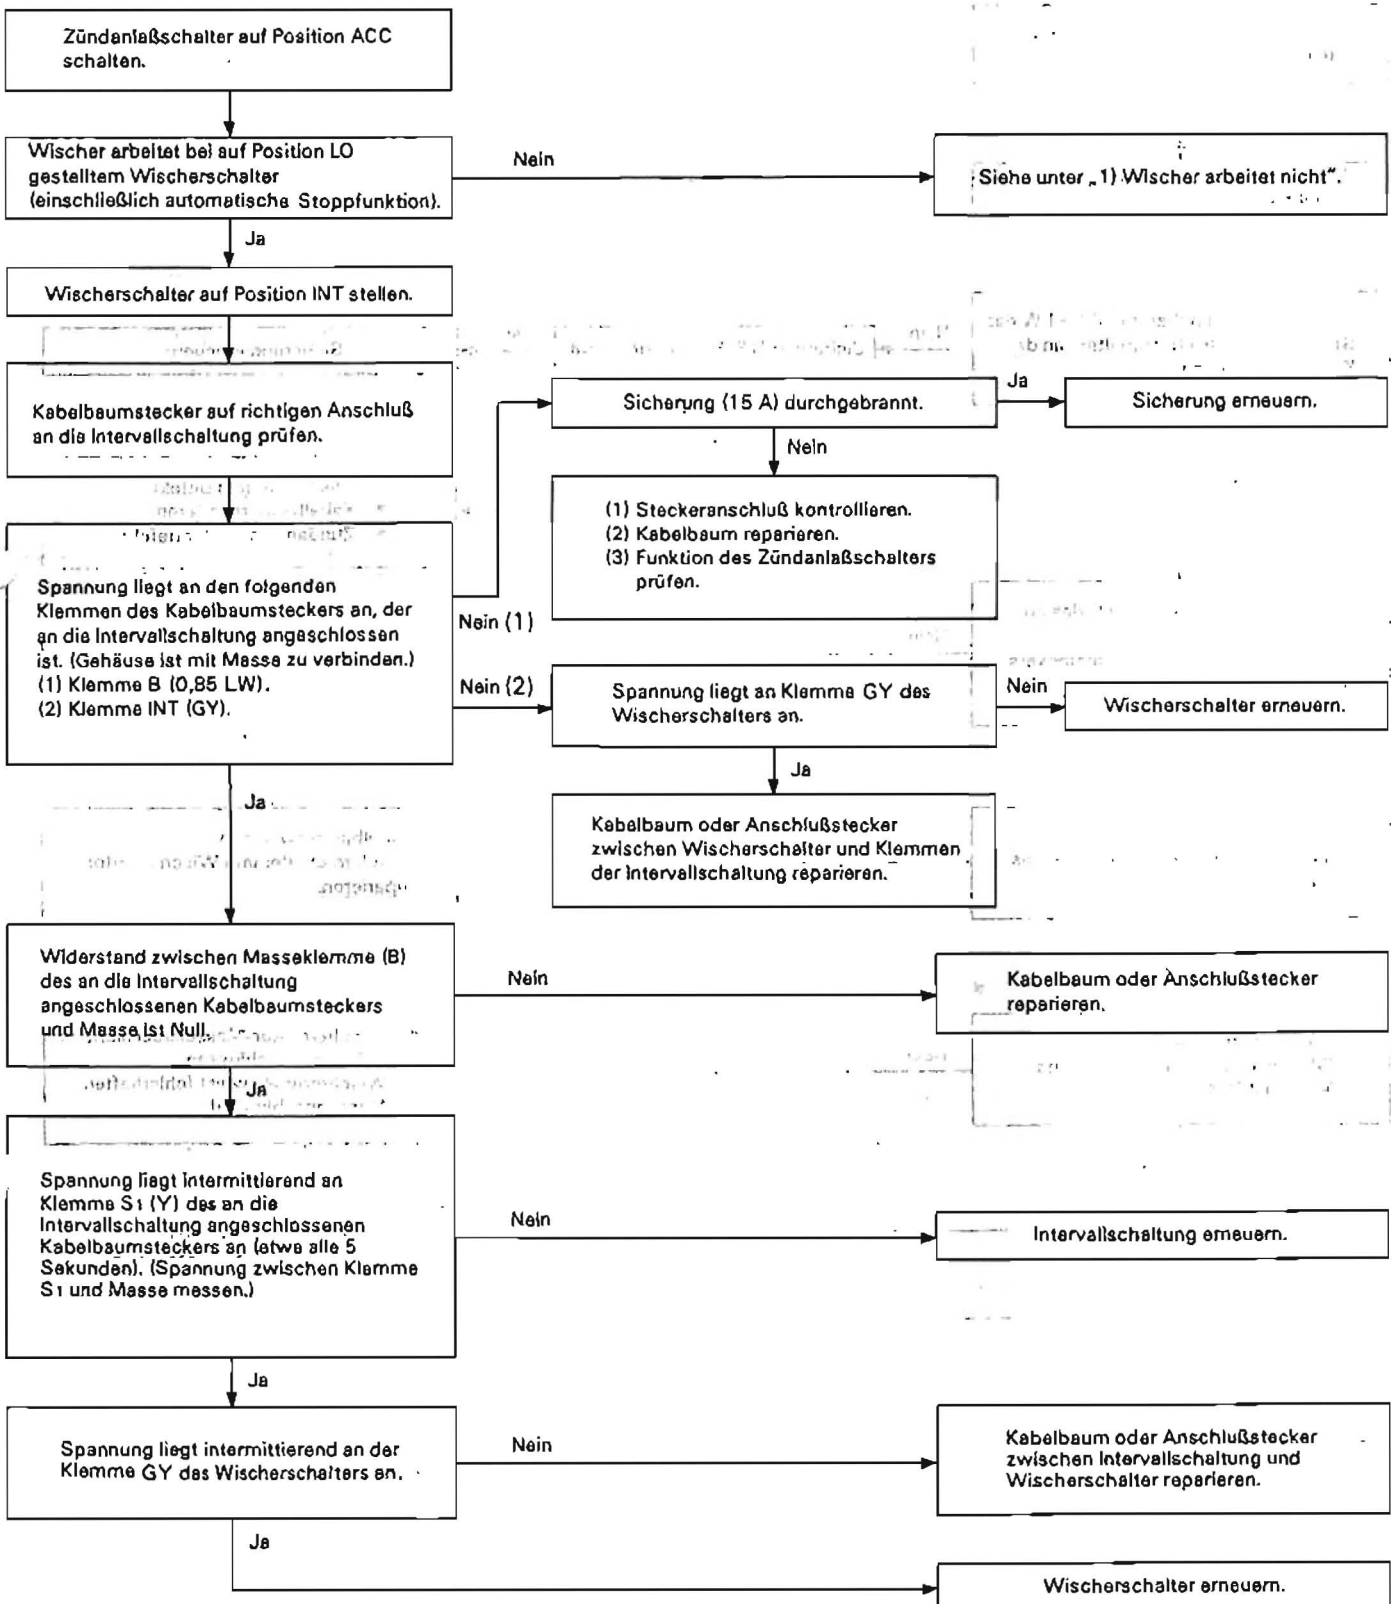 Zündanlaßschalter auf Position ACC
schalten.
Wischer arbeitet bei auf Position LO
gestelltem Wischerschalter
(einschließlich automatische Stoppfunktion).
Nein
Siehe unter „1) Wischer arbeitet nicht".
Ja
Wischerschalter auf Position INT stellen.
Kabelbaumstecker auf richtigen Anschluß
an die Intervallschaltung prüfen.
Sicherung (15 A) durchgebrannt.
Ja
Sicherung erneuern.
Nein
(1) Steckeranschluß kontrollieren.
(2) Kabelbaum reparieren.
(3) Funktion des Zündanlaßschalters
prüfen.
Spannung liegt an den folgenden
Klemmen des Kabelbaumsteckers an, der
an die Intervallschaltung angeschlossen
ist. (Gehäuse ist mit Masse zu verbinden.)
(1) Klemme B (0,85 LW).
(2) Klemme INT (GY).
Nein (1)
Nein (2)
Spannung liegt an Klemme GY des
Wischerschalters an.
Nein
Wischerschalter erneuern.
Ja
Kabelbaum oder Anschlußstecker
zwischen Wischerschalter und Klemmen
der Intervallschaltung reparieren.
Ja
Widerstand zwischen Masseklemme (B)
des an die Intervallschaltung
angeschlossenen Kabelbaumsteckers
und Masse ist Null.
Nein
Kabelbaum oder Anschlußstecker
reparieren.
Ja
Spannung liegt intermittierend an
Klemme S1 (Y) des an die
Intervallschaltung angeschlossenen
Kabelbaumsteckers an (etwa alle 5
Sekunden). (Spannung zwischen Klemme
S1 und Masse messen.)
Nein
Intervallschaltung erneuern.
Ja
Spannung liegt intermittierend an der
Klemme GY des Wischerschalters an.
Nein
Kabelbaum oder Anschlußstecker
zwischen Intervallschaltung und
Wischerschalter reparieren.
Ja
Wischerschalter erneuern.